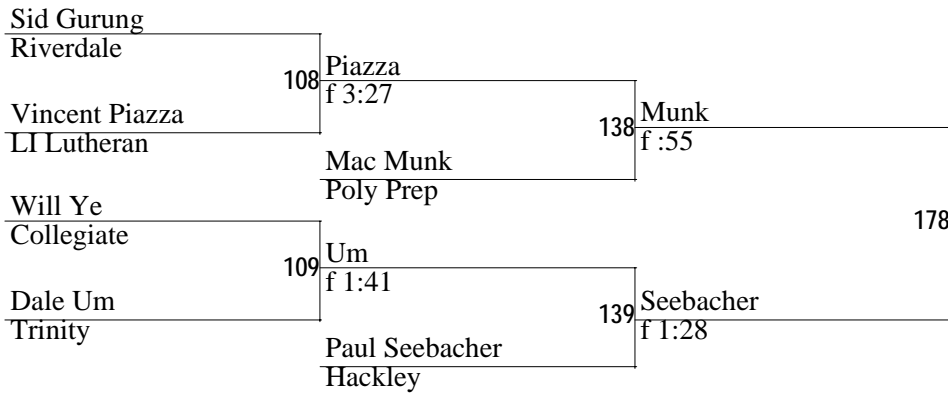 Sid Gurung
Riverdale
108
Piazza
f 3:27
Vincent Piazza
LI Lutheran
138
Munk
f :55
Mac Munk
Poly Prep
Will Ye
Collegiate
178
109
Um
f 1:41
Dale Um
Trinity
139
Seebacher
f 1:28
Paul Seebacher
Hackley